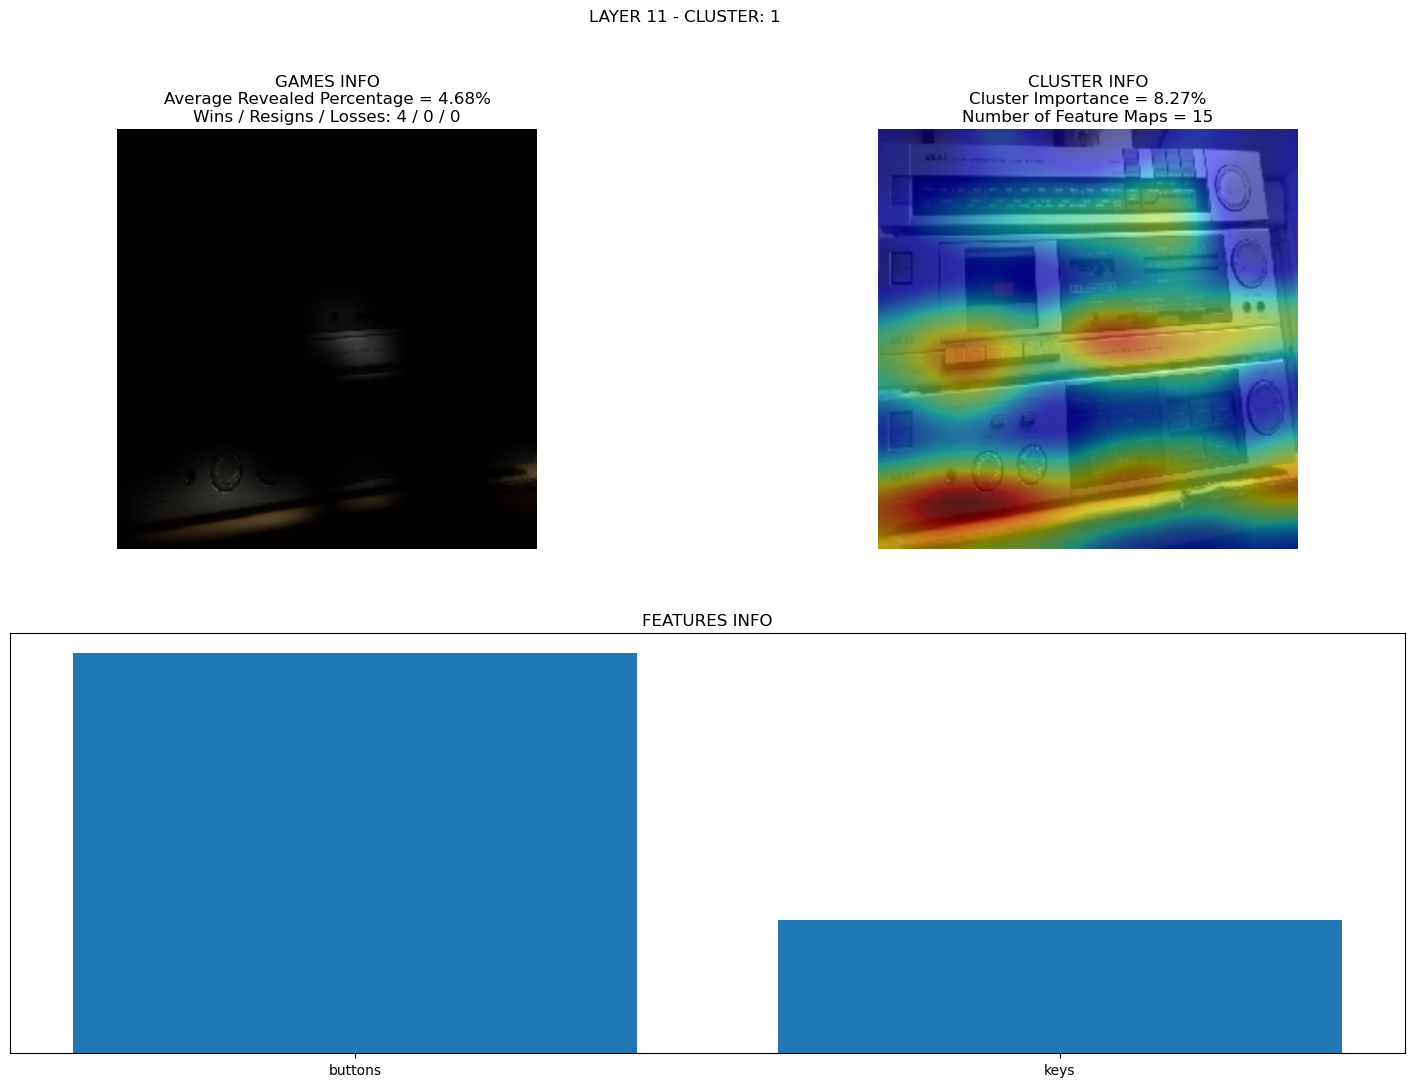 LAYER 11 - CLUSTER: 1
GAMES INFO
Average Revealed Percentage = 4.68%
Wins / Resigns / Losses: 4 / 0 / 0
CLUSTER INFO
Cluster Importance = 8.27%
Number of Feature Maps = 15
AKAI
FEATURES INFO
buttons
keys